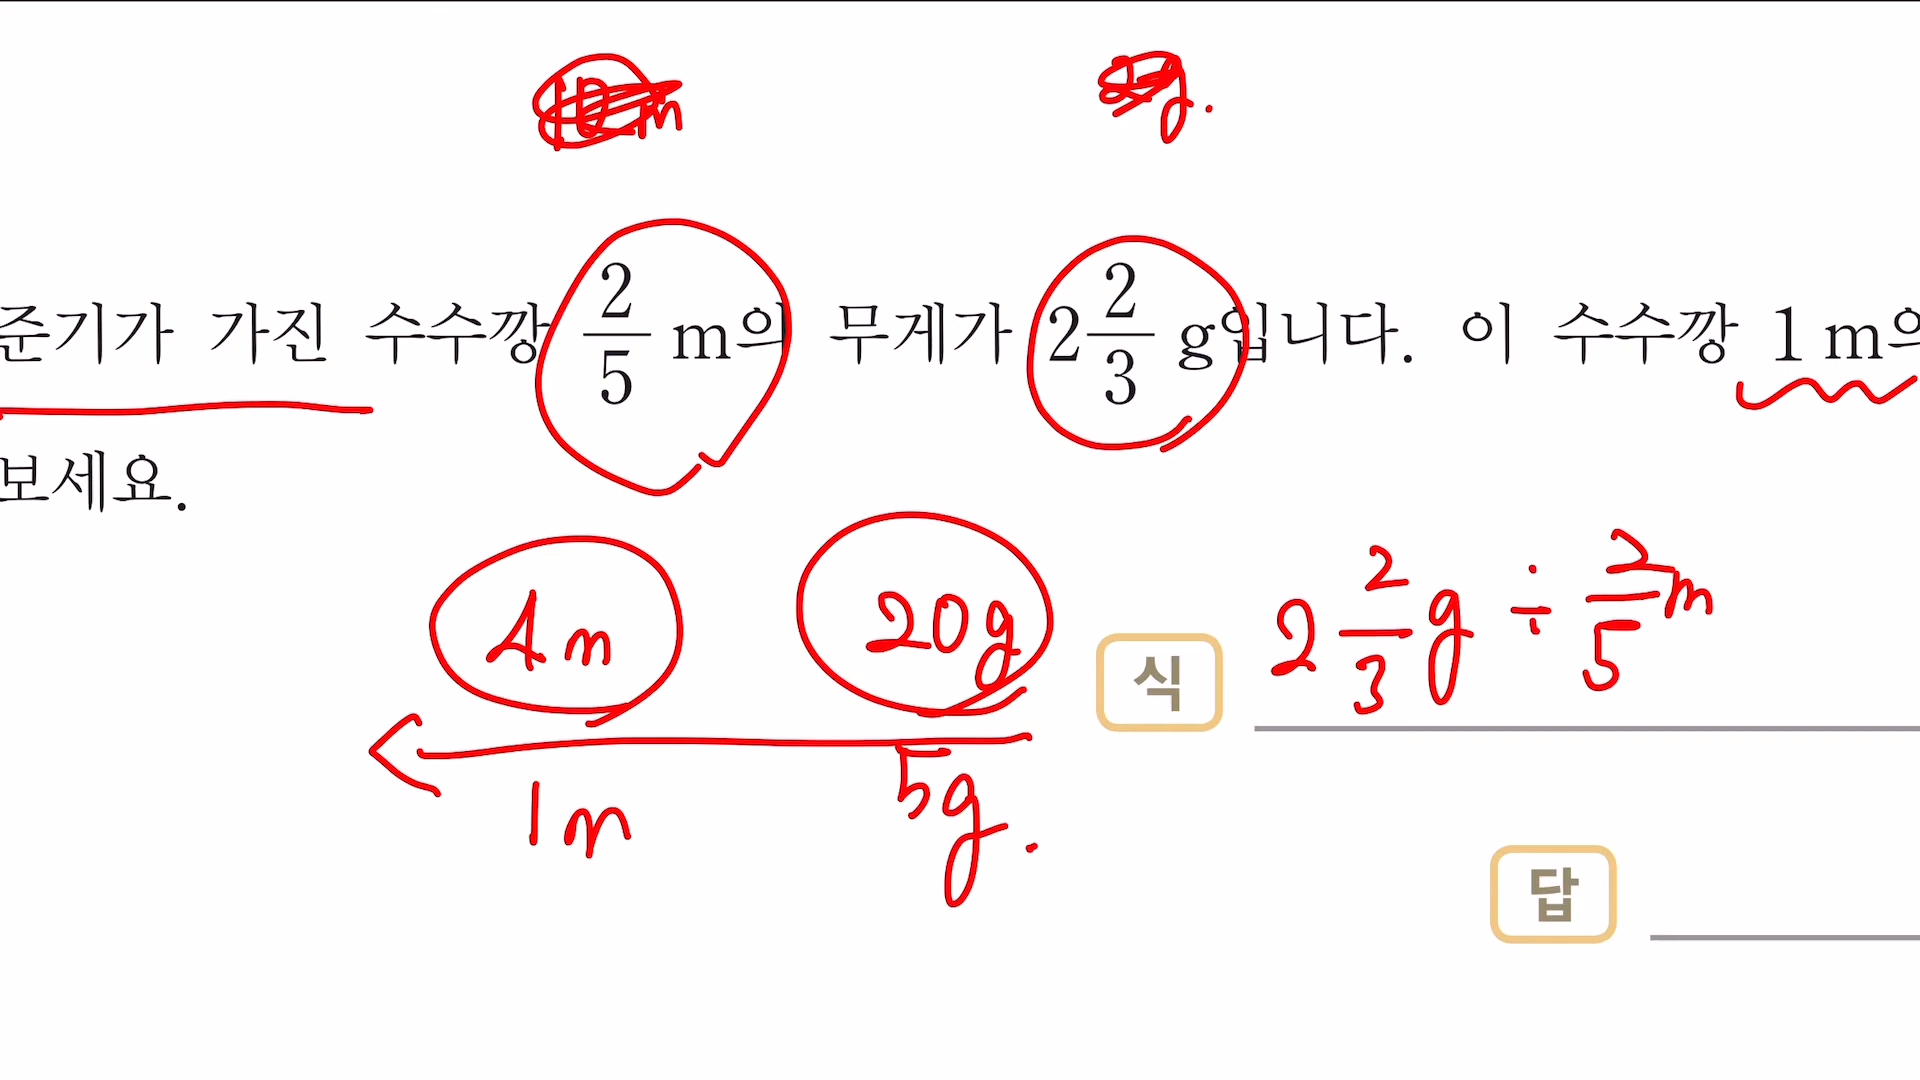 준기가 가진 수수깡 2/5 m의 무게가 2 2/3 g입니다. 이 수수깡 1 m의
보세요.
4m 20g
1m 5g.
식 2 2/3 g ÷ 2/5 m
답